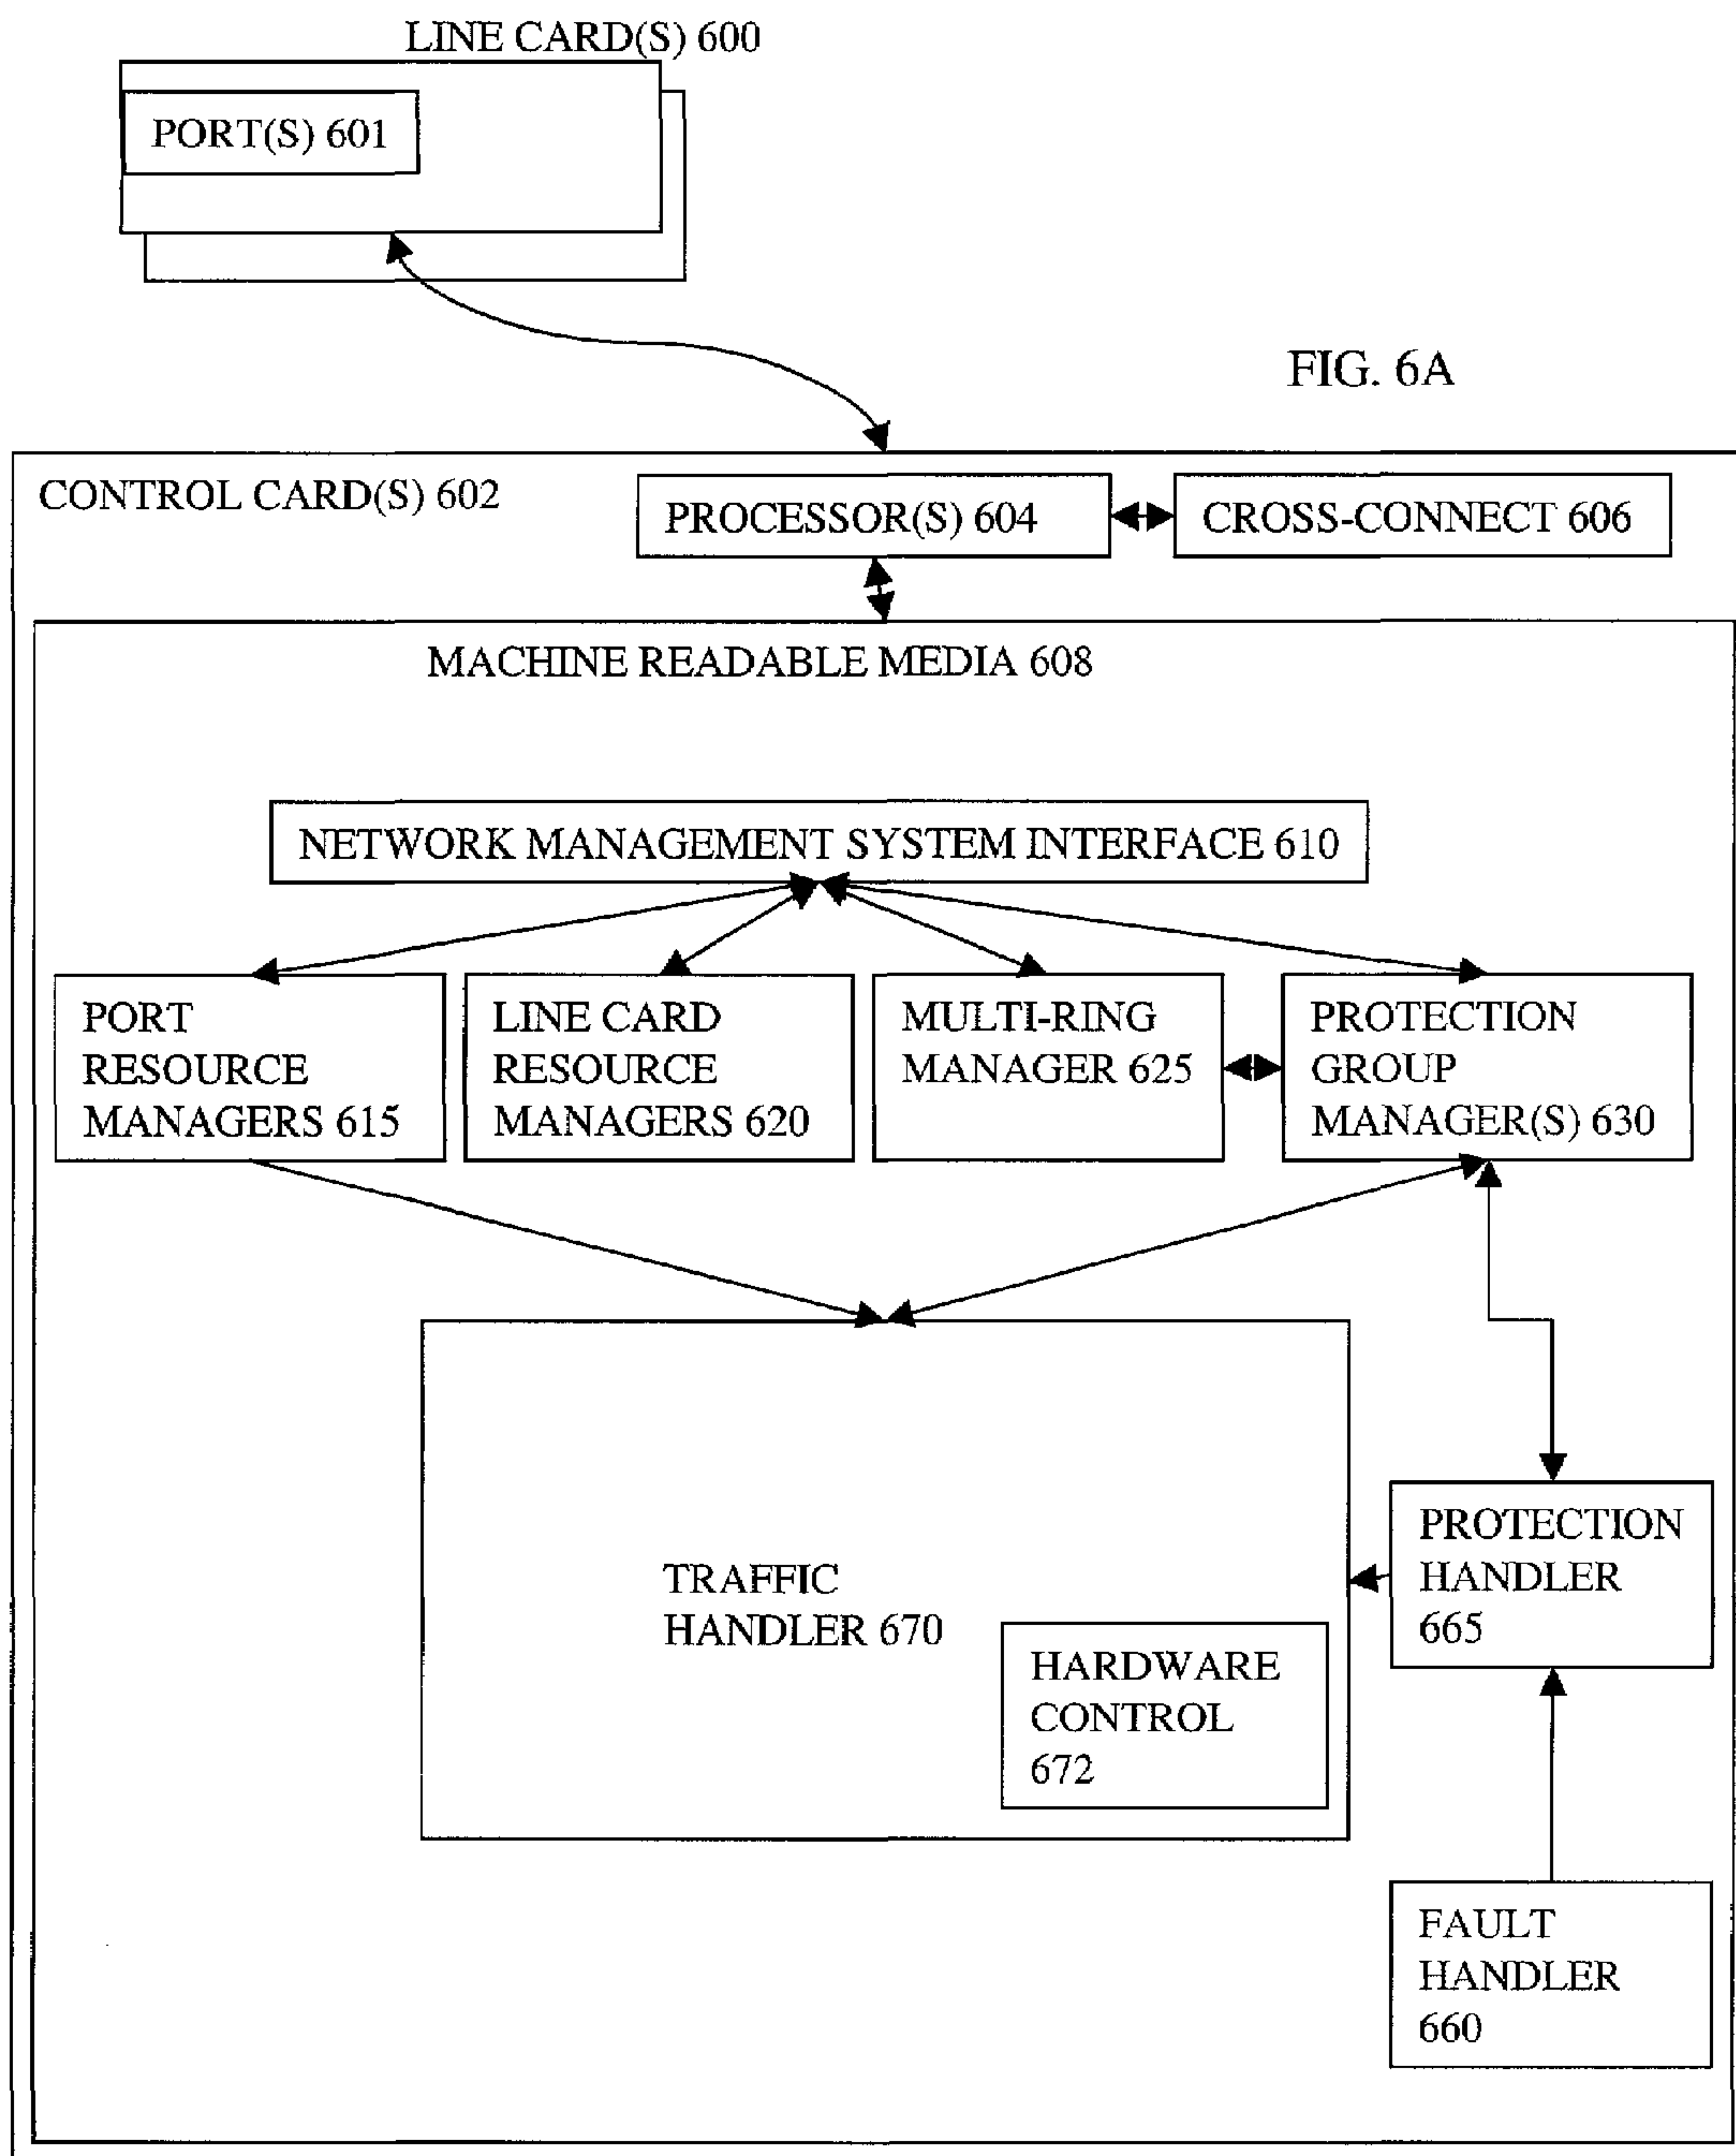 LINE CARD(S) 600
PORT(S) 601
FIG. 6A
CONTROL CARD(S) 602
PROCESSOR(S) 604
CROSS-CONNECT 606
MACHINE READABLE MEDIA 608
NETWORK MANAGEMENT SYSTEM INTERFACE 610
PORT
RESOURCE
MANAGERS 615
LINE CARD
RESOURCE
MANAGERS 620
MULTI-RING
MANAGER 625
PROTECTION
GROUP
MANAGER(S) 630
TRAFFIC
HANDLER 670
HARDWARE
CONTROL
672
PROTECTION
HANDLER
665
FAULT
HANDLER
660